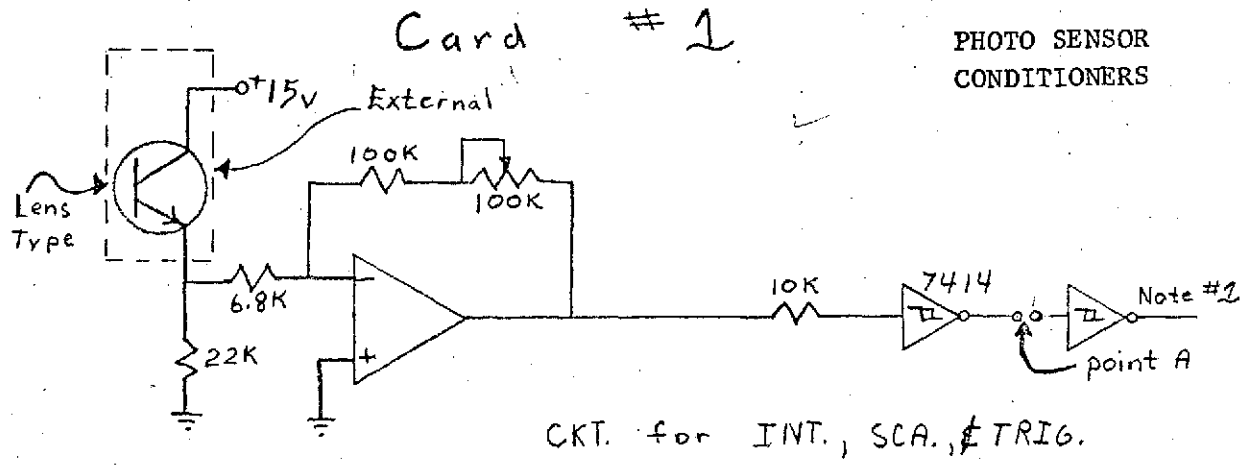 Card #1
PHOTO SENSOR
CONDITIONERS
+15v
External
Lens
Type
100K
100K
6.8K
22K
-
+
10K
7414
Note #1
point A
CKT. for INT., SCA., & TRIG.